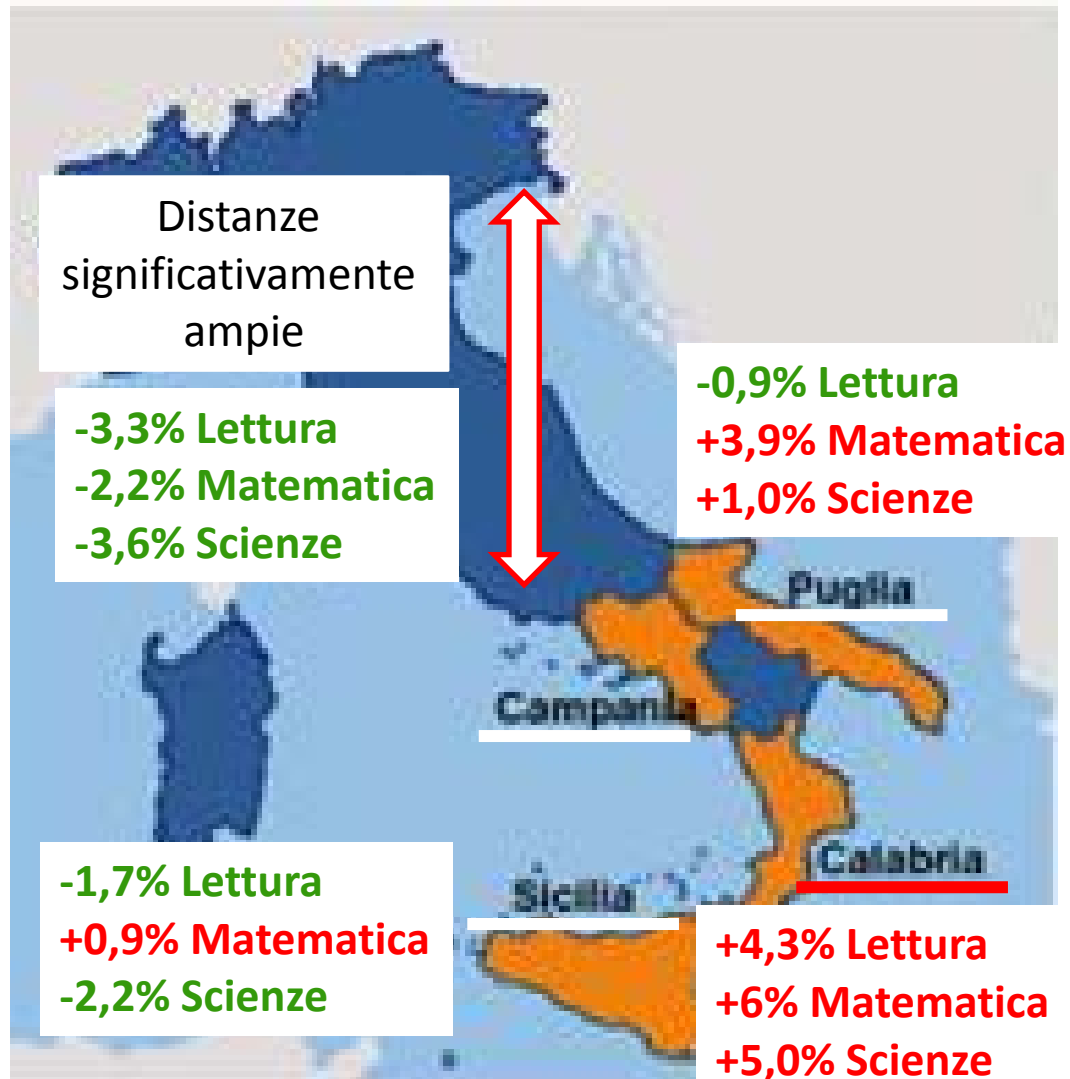 Distanze
significativamente
ampie
-3,3% Lettura
-2,2% Matematica
-3,6% Scienze
-0,9% Lettura
+3,9% Matematica
+1,0% Scienze
Puglia
Campania
Calabria
Sicilia
-1,7% Lettura
+0,9% Matematica
-2,2% Scienze
+4,3% Lettura
+6% Matematica
+5,0% Scienze